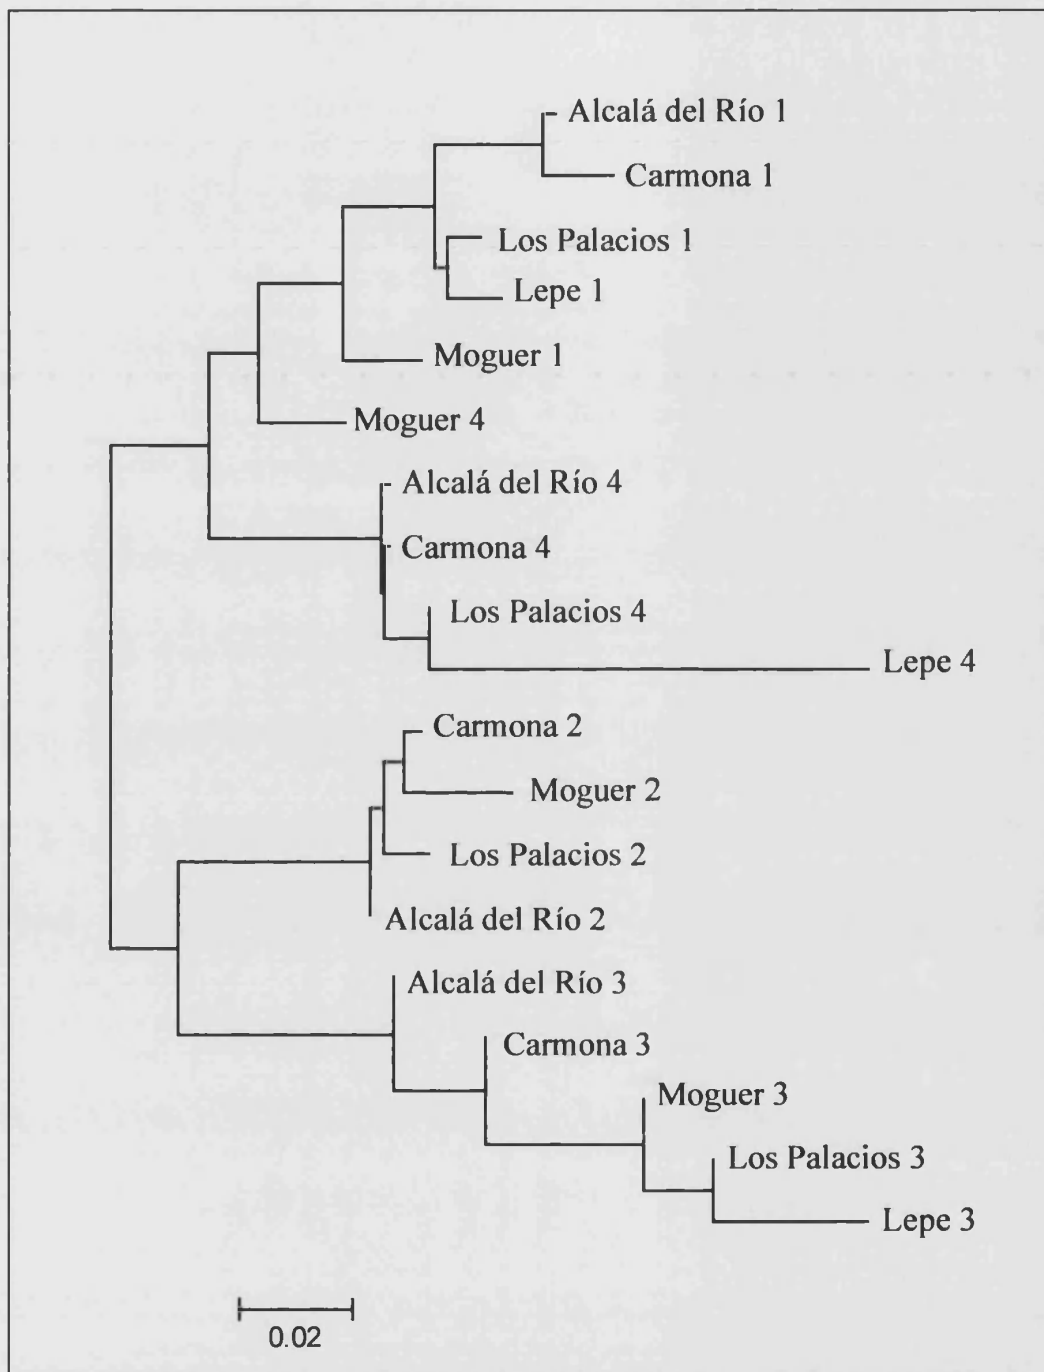 Alcalá del Río 1
Carmona 1
Los Palacios 1
Lepe 1
Moguer 1
Moguer 4
Alcalá del Río 4
Carmona 4
Los Palacios 4
Lepe 4
Carmona 2
Moguer 2
Los Palacios 2
Alcalá del Río 2
Alcalá del Río 3
Carmona 3
Moguer 3
Los Palacios 3
Lepe 3
0.02